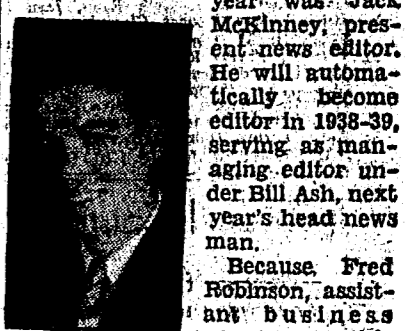 year was Jack
McKinney, pres-
ent news editor.
He will automa-
tically become
editor in 1938-39,
serving as man-
aging editor un-
der Bill Ash, next
year's head news
man.
Because Fred
Robinson, assist-
ant business